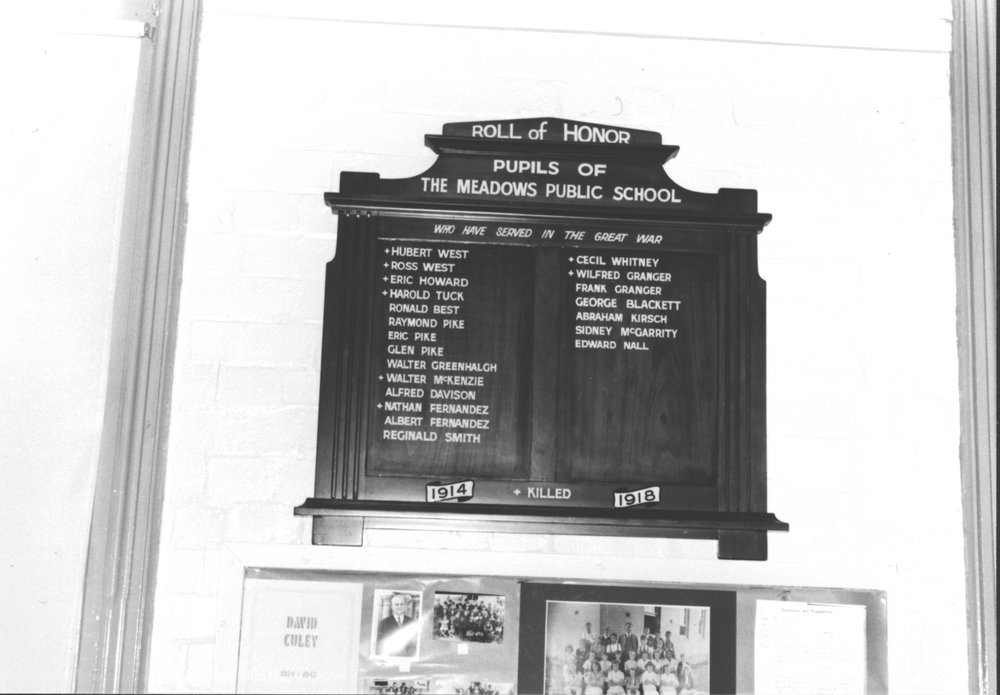 ROLL of HONOR
PUPILS OF
THE MEADOWS PUBLIC SCHOOL
WHO HAVE SERVED IN THE GREAT WAR
+ HUBERT WEST
+ ROSS WEST
+ ERIC HOWARD
+ HAROLD TUCK
RONALD BEST
RAYMOND PIKE
ERIC PIKE
GLEN PIKE
WALTER GREENHALGH
+ WALTER McKENZIE
ALFRED DAVISON
+ NATHAN FERNANDEZ
ALBERT FERNANDEZ
REGINALD SMITH
+ CECIL WHITNEY
+ WILFRED GRANGER
FRANK GRANGER
GEORGE BLACKETT
ABRAHAM KIRSCH
SIDNEY McGARRITY
EDWARD NALL
1914 + KILLED 1918
DAVID
CULEY